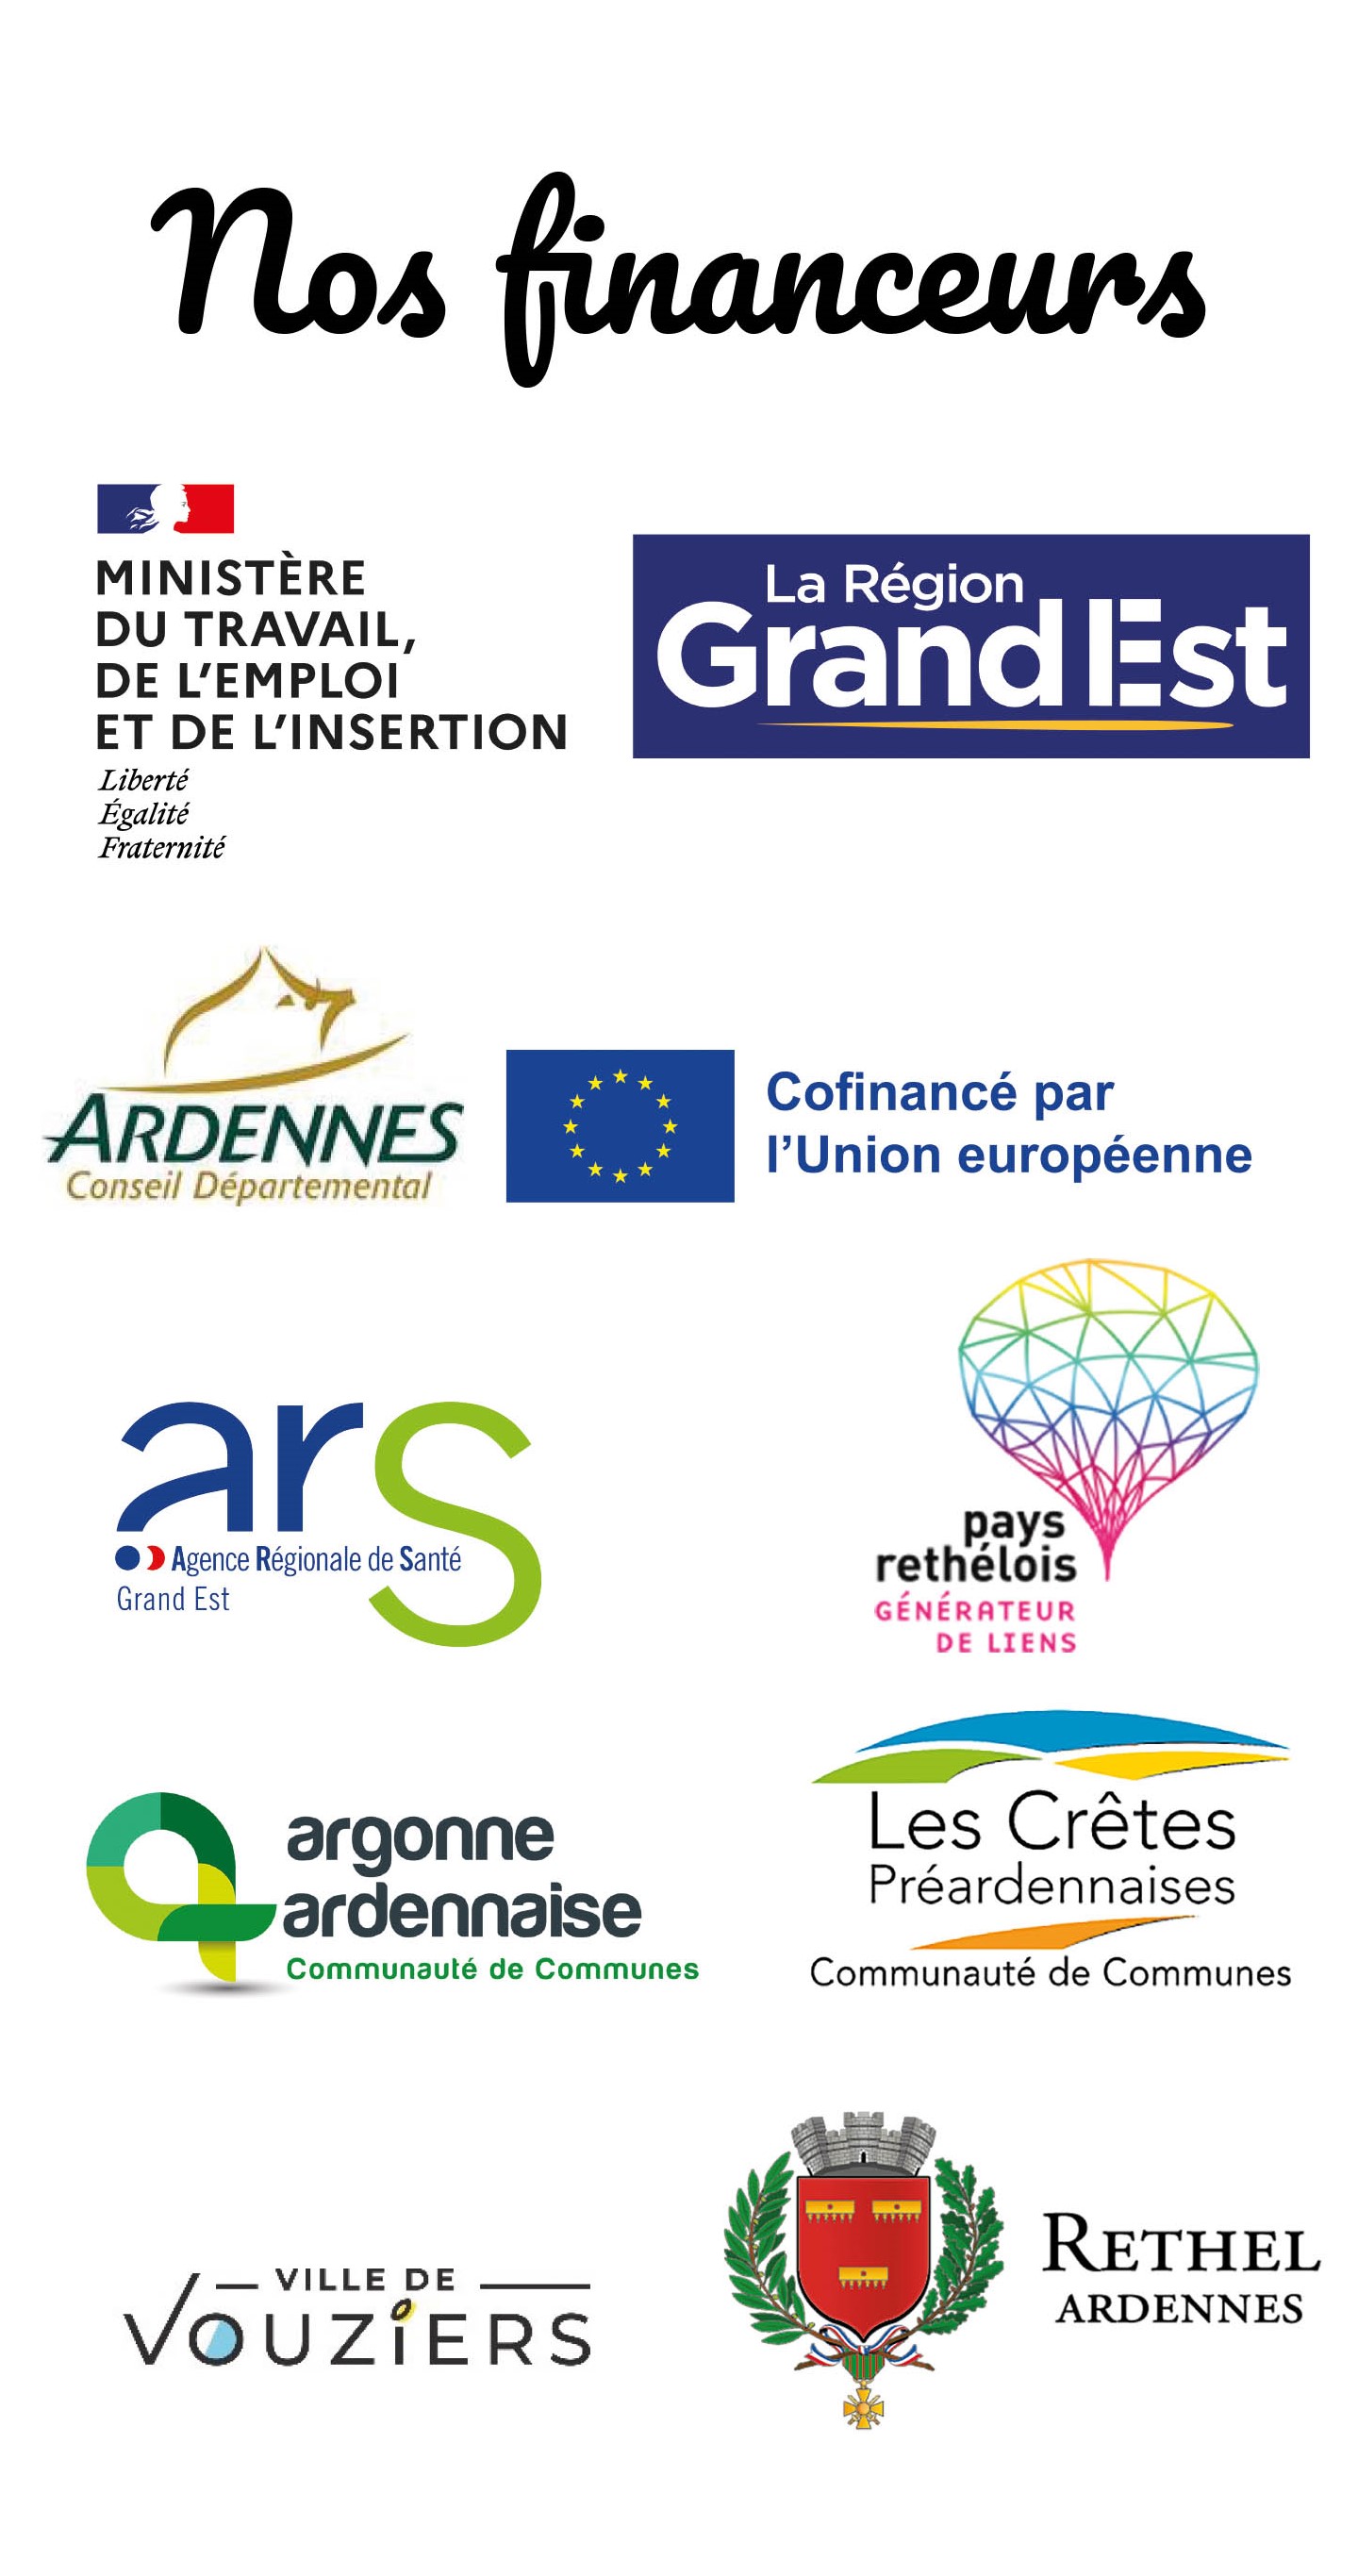 Nos financeurs
MINISTÈRE
DU TRAVAIL,
DE L'EMPLOI
ET DE L'INSERTION
Liberté
Égalité
Fraternité
La Région
Grand Est
ARDENNES
Conseil Départemental
Cofinancé par
l'Union européenne
ars
Agence Régionale de Santé
Grand Est
pays
rethélois
GÉNÉRATEUR
DE LIENS
argonne
ardennaise
Communauté de Communes
Les Crêtes
Préardennaises
Communauté de Communes
VILLE DE
VOUZiERS
RETHEL
ARDENNES